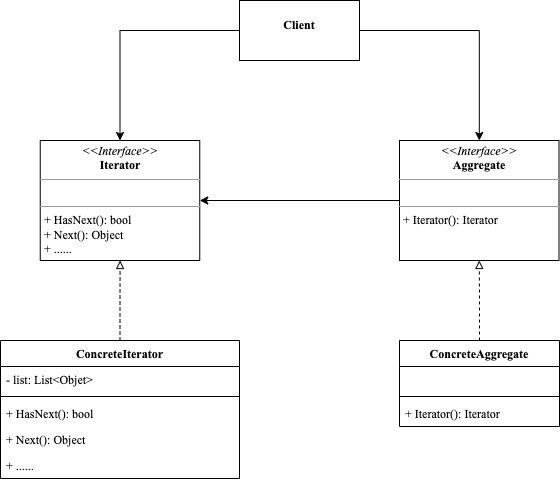 Client
<<Interface>>
Iterator
+ HasNext(): bool
+ Next(): Object
+ ......
<<Interface>>
Aggregate
+ Iterator(): Iterator
ConcreteIterator
- list: List<Objet>
+ HasNext(): bool
+ Next(): Object
+ ......
ConcreteAggregate
+ Iterator(): Iterator